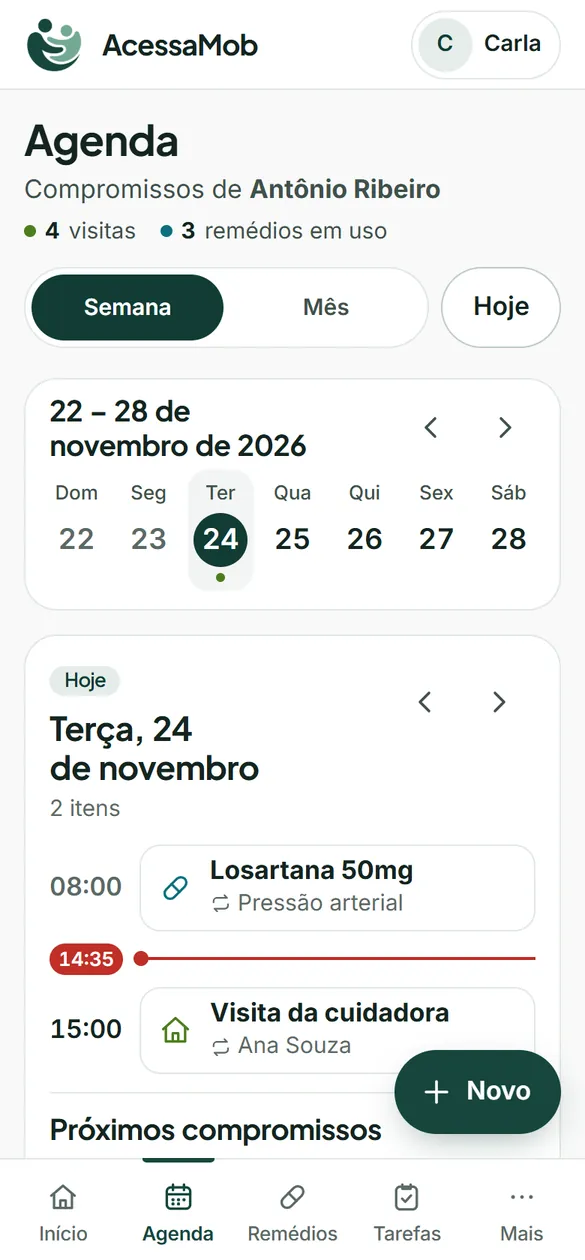 AcessaMob
C Carla
Agenda
Compromissos de Antônio Ribeiro
4 visitas 3 remédios em uso
Semana Mês Hoje
22 – 28 de
novembro de 2026
Dom Seg Ter Qua Qui Sex Sáb
22 23 24 25 26 27 28
Hoje
Terça, 24
de novembro
2 itens
08:00 Losartana 50mg
Pressão arterial
14:35
15:00 Visita da cuidadora
Ana Souza
+ Novo
Próximos compromissos
Início Agenda Remédios Tarefas Mais